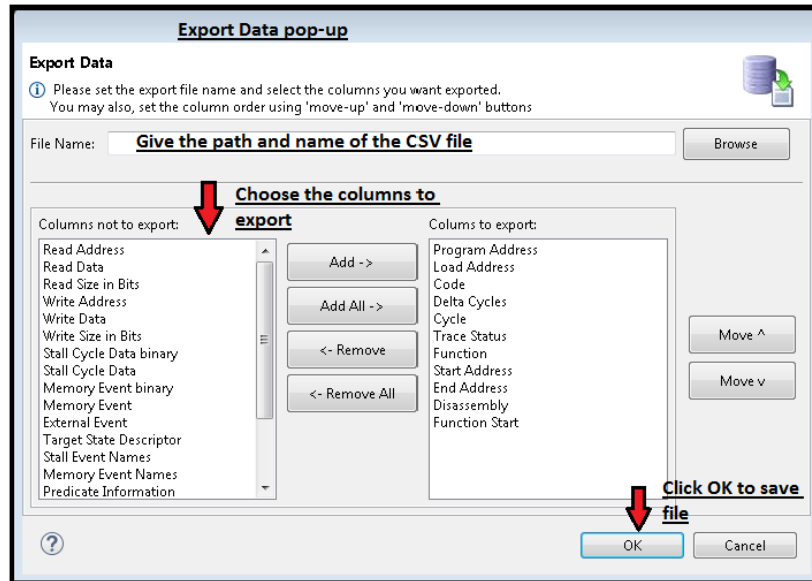 Export Data pop-up
Export Data
Please set the export file name and select the columns you want exported.
You may also, set the column order using 'move-up' and 'move-down' buttons
File Name:
Give the path and name of the CSV file
Browse
Choose the columns to
export
Columns not to export:
Read Address
Read Data
Read Size in Bits
Write Address
Write Data
Write Size in Bits
Stall Cycle Data binary
Stall Cycle Data
Memory Event binary
Memory Event
External Event
Target State Descriptor
Stall Event Names
Memory Event Names
Predicate Information
Add ->
Add All ->
<- Remove
<- Remove All
Colums to export:
Program Address
Load Address
Code
Delta Cycles
Cycle
Trace Status
Function
Start Address
End Address
Disassembly
Function Start
Move ^
Move v
Click OK to save
file
?
OK
Cancel